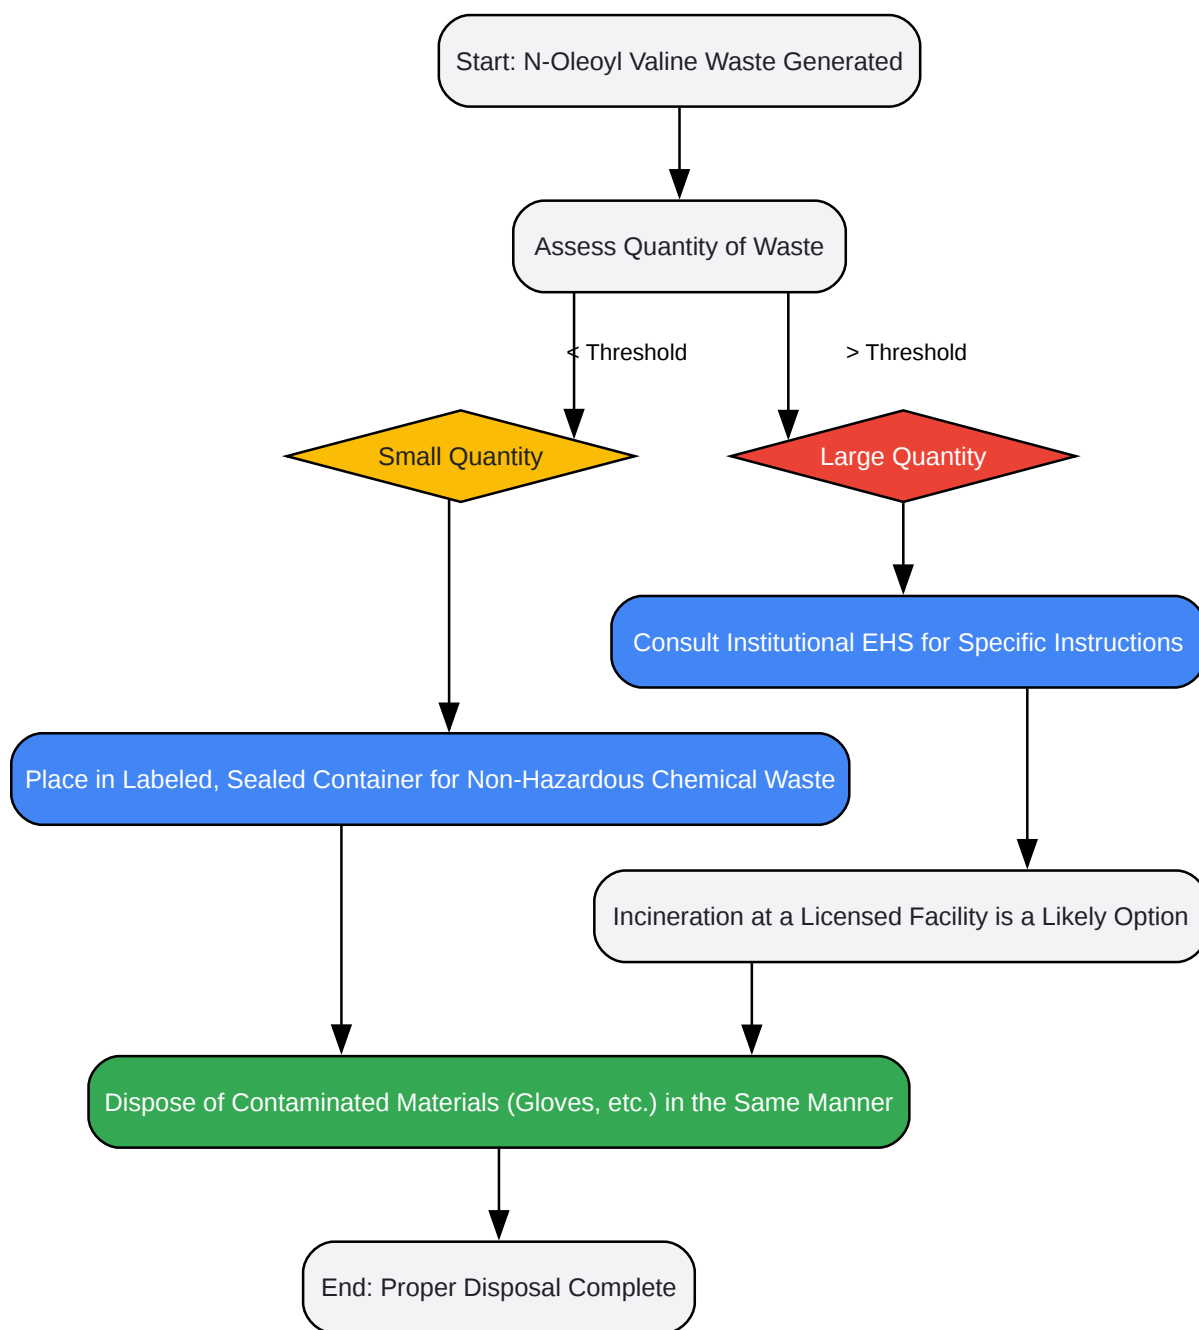 Start: N-Oleoyl Valine Waste Generated
Assess Quantity of Waste
< Threshold
> Threshold
Small Quantity
Large Quantity
Consult Institutional EHS for Specific Instructions
Place in Labeled, Sealed Container for Non-Hazardous Chemical Waste
Incineration at a Licensed Facility is a Likely Option
Dispose of Contaminated Materials (Gloves, etc.) in the Same Manner
End: Proper Disposal Complete